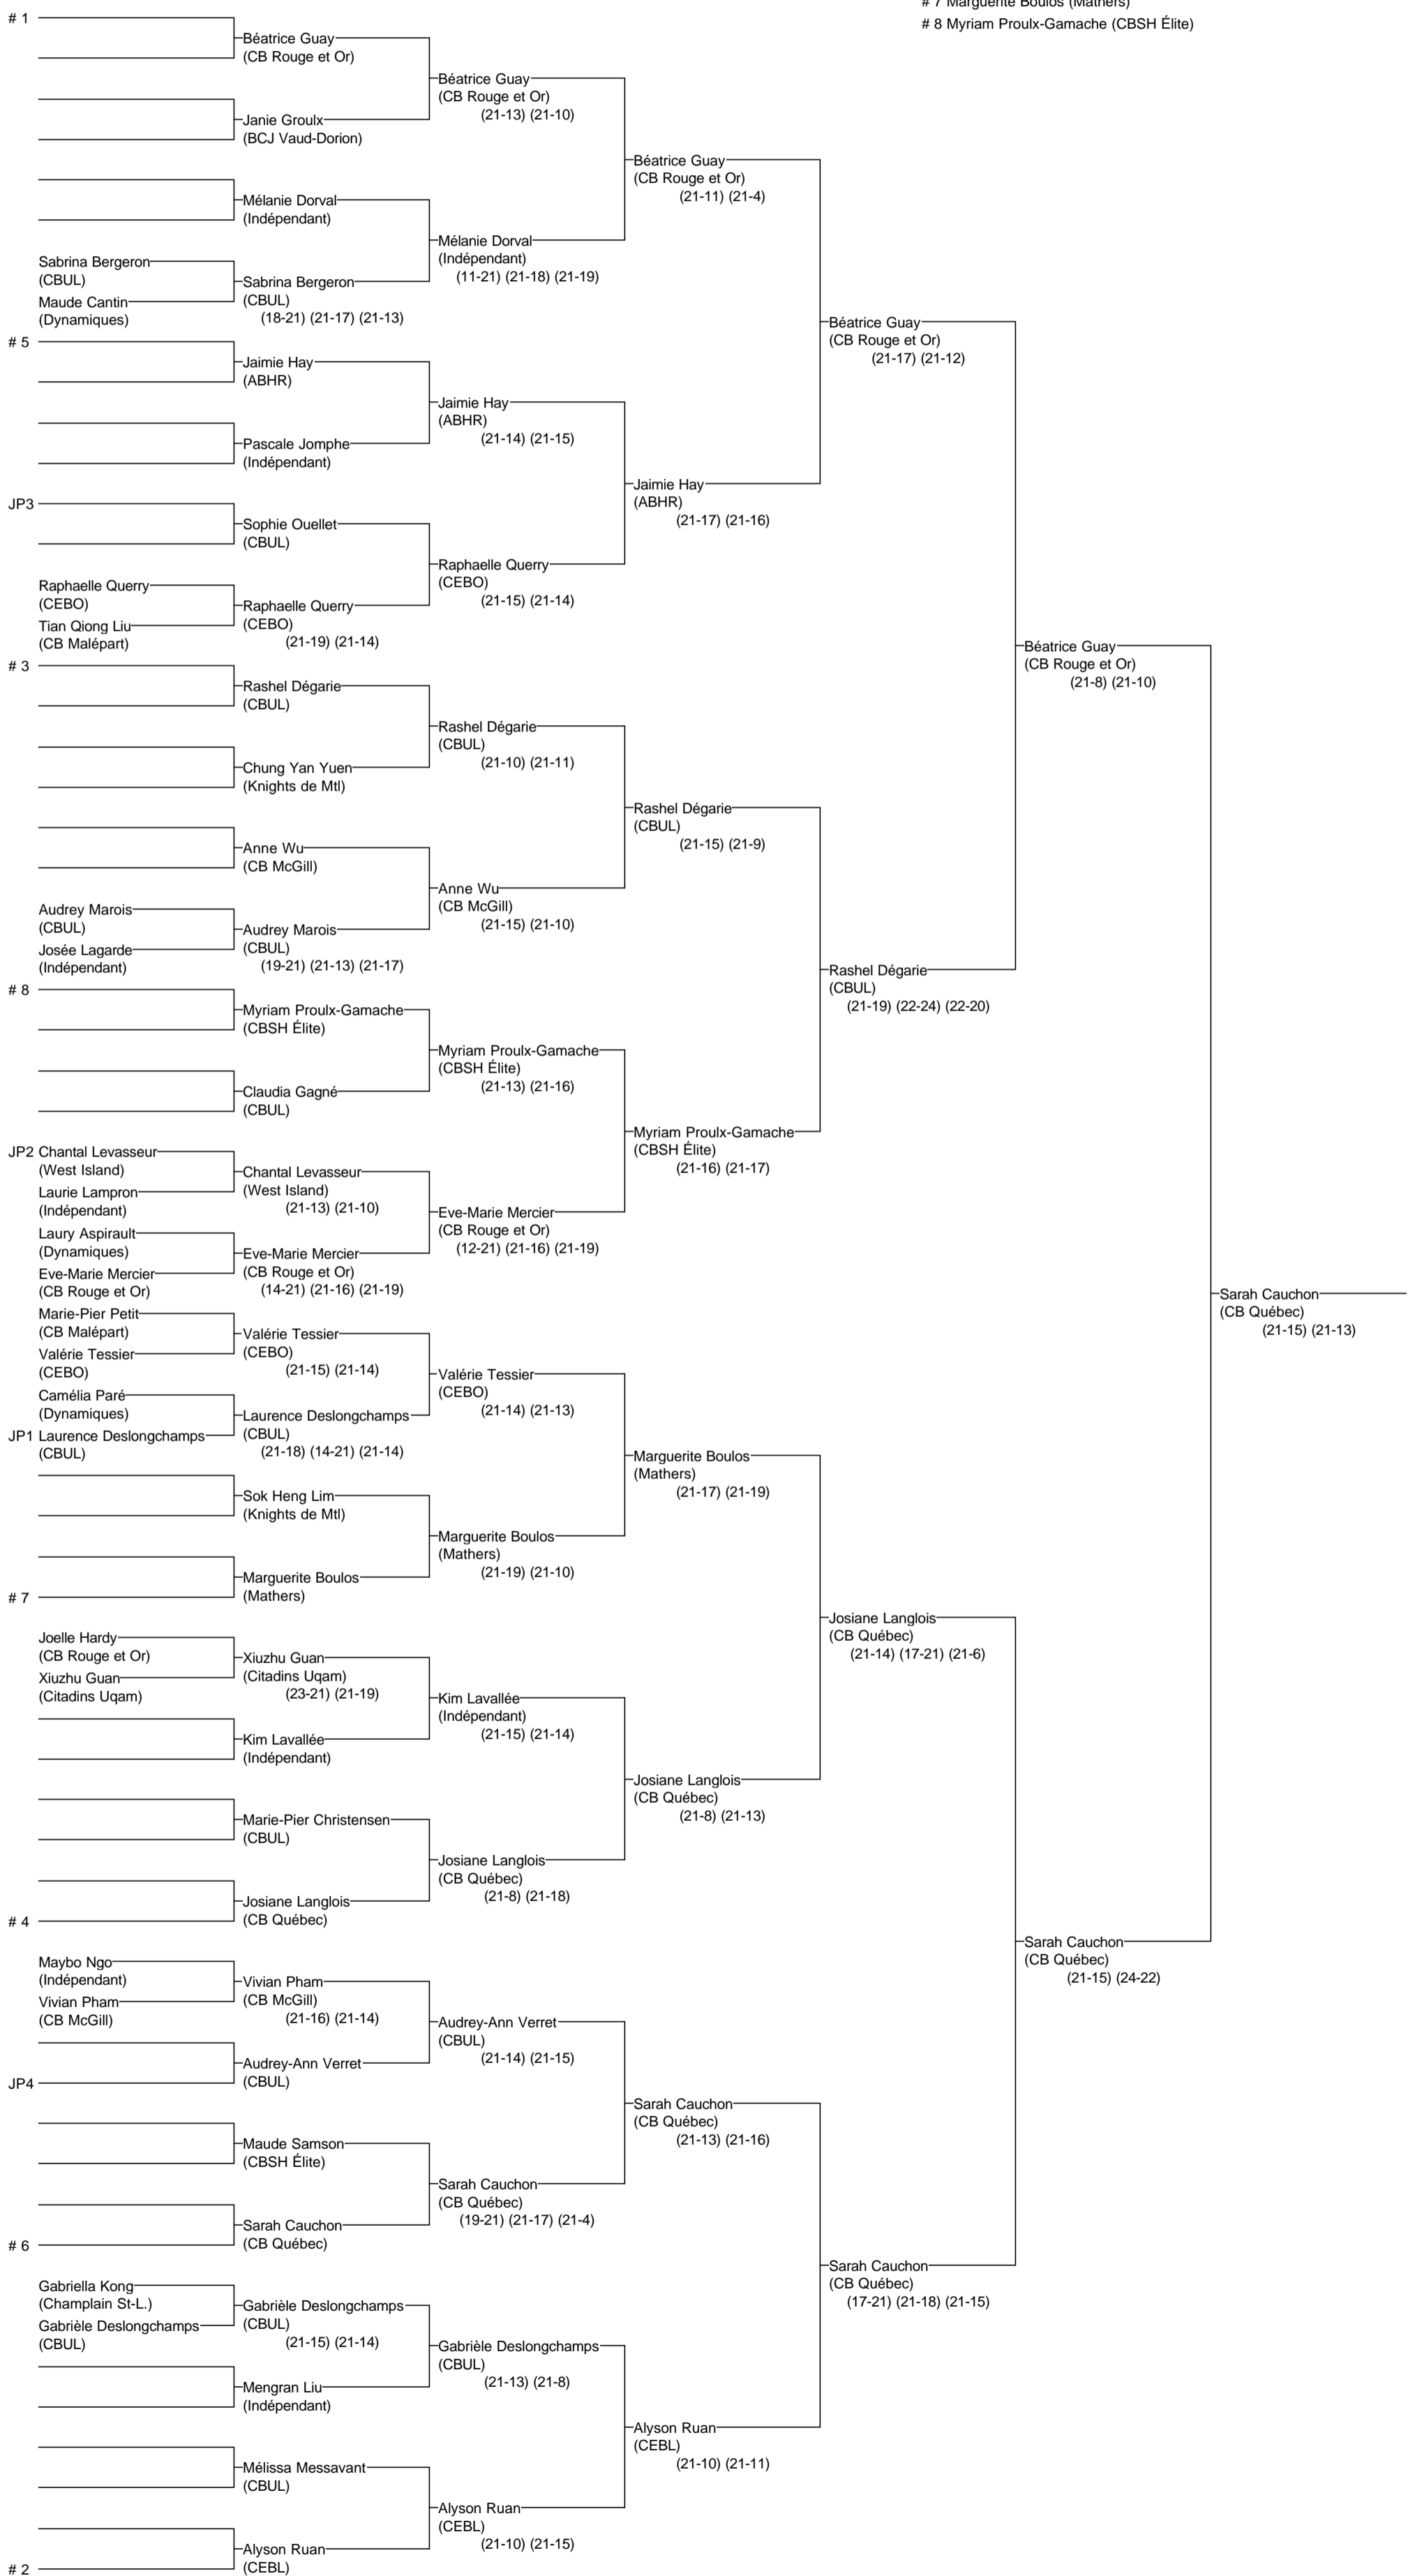 # 7 Marguerite Boulos (Mathers)
# 8 Myriam Proulx-Gamache (CBSH Élite)
# 1
Béatrice Guay
(CB Rouge et Or)
Janie Groulx
(BCJ Vaud-Dorion)
Mélanie Dorval
(Indépendant)
Sabrina Bergeron
(CBUL)
Maude Cantin
(Dynamiques)
Sabrina Bergeron
(CBUL)
(18-21) (21-17) (21-13)
# 5
Jaimie Hay
(ABHR)
Pascale Jomphe
(Indépendant)
JP3
Sophie Ouellet
(CBUL)
Raphaelle Querry
(CEBO)
Tian Qiong Liu
(CB Malépart)
Raphaelle Querry
(CEBO)
(21-19) (21-14)
# 3
Rashel Dégarie
(CBUL)
Chung Yan Yuen
(Knights de Mtl)
Anne Wu
(CB McGill)
Audrey Marois
(CBUL)
Josée Lagarde
(Indépendant)
Audrey Marois
(CBUL)
(19-21) (21-13) (21-17)
# 8
Myriam Proulx-Gamache
(CBSH Élite)
Claudia Gagné
(CBUL)
JP2 Chantal Levasseur
(West Island)
Laurie Lampron
(Indépendant)
Chantal Levasseur
(West Island)
(21-13) (21-10)
Laury Aspirault
(Dynamiques)
Eve-Marie Mercier
(CB Rouge et Or)
Eve-Marie Mercier
(CB Rouge et Or)
(14-21) (21-16) (21-19)
Marie-Pier Petit
(CB Malépart)
Valérie Tessier
(CEBO)
Valérie Tessier
(CEBO)
(21-15) (21-14)
Camélia Paré
(Dynamiques)
JP1 Laurence Deslongchamps
(CBUL)
Laurence Deslongchamps
(CBUL)
(21-18) (14-21) (21-14)
Sok Heng Lim
(Knights de Mtl)
Marguerite Boulos
(Mathers)
# 7
Joelle Hardy
(CB Rouge et Or)
Xiuzhu Guan
(Citadins Uqam)
Xiuzhu Guan
(Citadins Uqam)
(23-21) (21-19)
Kim Lavallée
(Indépendant)
Marie-Pier Christensen
(CBUL)
Josiane Langlois
(CB Québec)
# 4
Maybo Ngo
(Indépendant)
Vivian Pham
(CB McGill)
Vivian Pham
(CB McGill)
(21-16) (21-14)
Audrey-Ann Verret
(CBUL)
JP4
Maude Samson
(CBSH Élite)
Sarah Cauchon
(CB Québec)
# 6
Gabriella Kong
(Champlain St-L.)
Gabrièle Deslongchamps
(CBUL)
Gabrièle Deslongchamps
(CBUL)
(21-15) (21-14)
Mengran Liu
(Indépendant)
Mélissa Messavant
(CBUL)
Alyson Ruan
(CEBL)
# 2
Béatrice Guay
(CB Rouge et Or)
(21-13) (21-10)
Mélanie Dorval
(Indépendant)
(11-21) (21-18) (21-19)
Jaimie Hay
(ABHR)
(21-14) (21-15)
Raphaelle Querry
(CEBO)
(21-15) (21-14)
Rashel Dégarie
(CBUL)
(21-10) (21-11)
Anne Wu
(CB McGill)
(21-15) (21-10)
Myriam Proulx-Gamache
(CBSH Élite)
(21-13) (21-16)
Eve-Marie Mercier
(CB Rouge et Or)
(12-21) (21-16) (21-19)
Valérie Tessier
(CEBO)
(21-14) (21-13)
Marguerite Boulos
(Mathers)
(21-19) (21-10)
Kim Lavallée
(Indépendant)
(21-15) (21-14)
Josiane Langlois
(CB Québec)
(21-8) (21-18)
Audrey-Ann Verret
(CBUL)
(21-14) (21-15)
Sarah Cauchon
(CB Québec)
(19-21) (21-17) (21-4)
Gabrièle Deslongchamps
(CBUL)
(21-13) (21-8)
Alyson Ruan
(CEBL)
(21-10) (21-15)
Béatrice Guay
(CB Rouge et Or)
(21-11) (21-4)
Jaimie Hay
(ABHR)
(21-17) (21-16)
Rashel Dégarie
(CBUL)
(21-15) (21-9)
Myriam Proulx-Gamache
(CBSH Élite)
(21-16) (21-17)
Marguerite Boulos
(Mathers)
(21-17) (21-19)
Josiane Langlois
(CB Québec)
(21-8) (21-13)
Sarah Cauchon
(CB Québec)
(21-13) (21-16)
Alyson Ruan
(CEBL)
(21-10) (21-11)
Béatrice Guay
(CB Rouge et Or)
(21-17) (21-12)
Rashel Dégarie
(CBUL)
(21-19) (22-24) (22-20)
Josiane Langlois
(CB Québec)
(21-14) (17-21) (21-6)
Sarah Cauchon
(CB Québec)
(17-21) (21-18) (21-15)
Béatrice Guay
(CB Rouge et Or)
(21-8) (21-10)
Sarah Cauchon
(CB Québec)
(21-15) (24-22)
Sarah Cauchon
(CB Québec)
(21-15) (21-13)